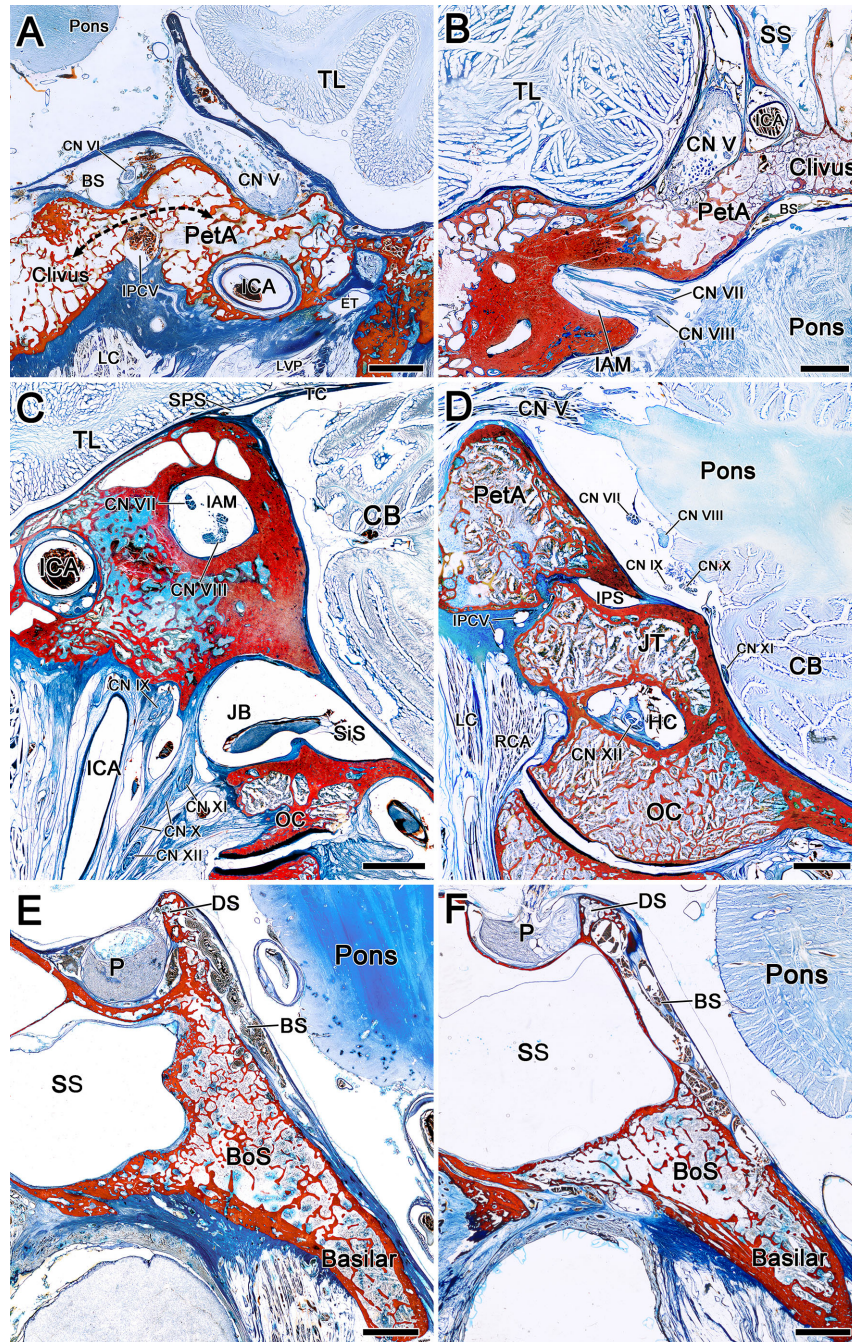 A
Pons
TL
CN VI
BS
CN V
PetA
Clivus
IPCV
ICA
ET
LC
LVP
B
SS
TL
ICA
CN V
Clivus
PetA
BS
CN VII
CN VIII
Pons
IAM
C
SPS
TC
TL
CN VII
IAM
CB
ICA
CN VIII
CN IX
JB
SiS
ICA
CN XI
OC
CN X
CN XII
D
CN V
Pons
PetA
CN VII
CN VIII
CN IX
CN X
IPS
IPCV
JT
CN XI
CB
LC
HC
RCA
CN XII
OC
E
DS
P
Pons
BS
SS
BoS
Basilar
F
DS
P
Pons
BS
SS
BoS
Basilar